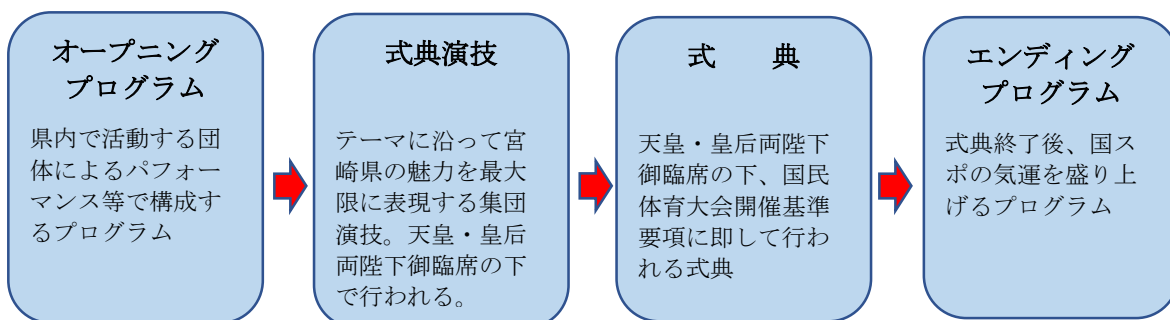 オープニング
プログラム
県内で活動する団
体によるパフォー
マンス等で構成す
るプログラム
式典演技
テーマに沿って宮
崎県の魅力を最大
限に表現する集団
演技。天皇・皇后
両陛下御臨席の下
で行われる。
式　　典
天皇・皇后両陛下
御臨席の下、国民
体育大会開催基準
要項に即して行わ
れる式典
エンディング
プログラム
式典終了後、国ス
ポの気運を盛り上
げるプログラム